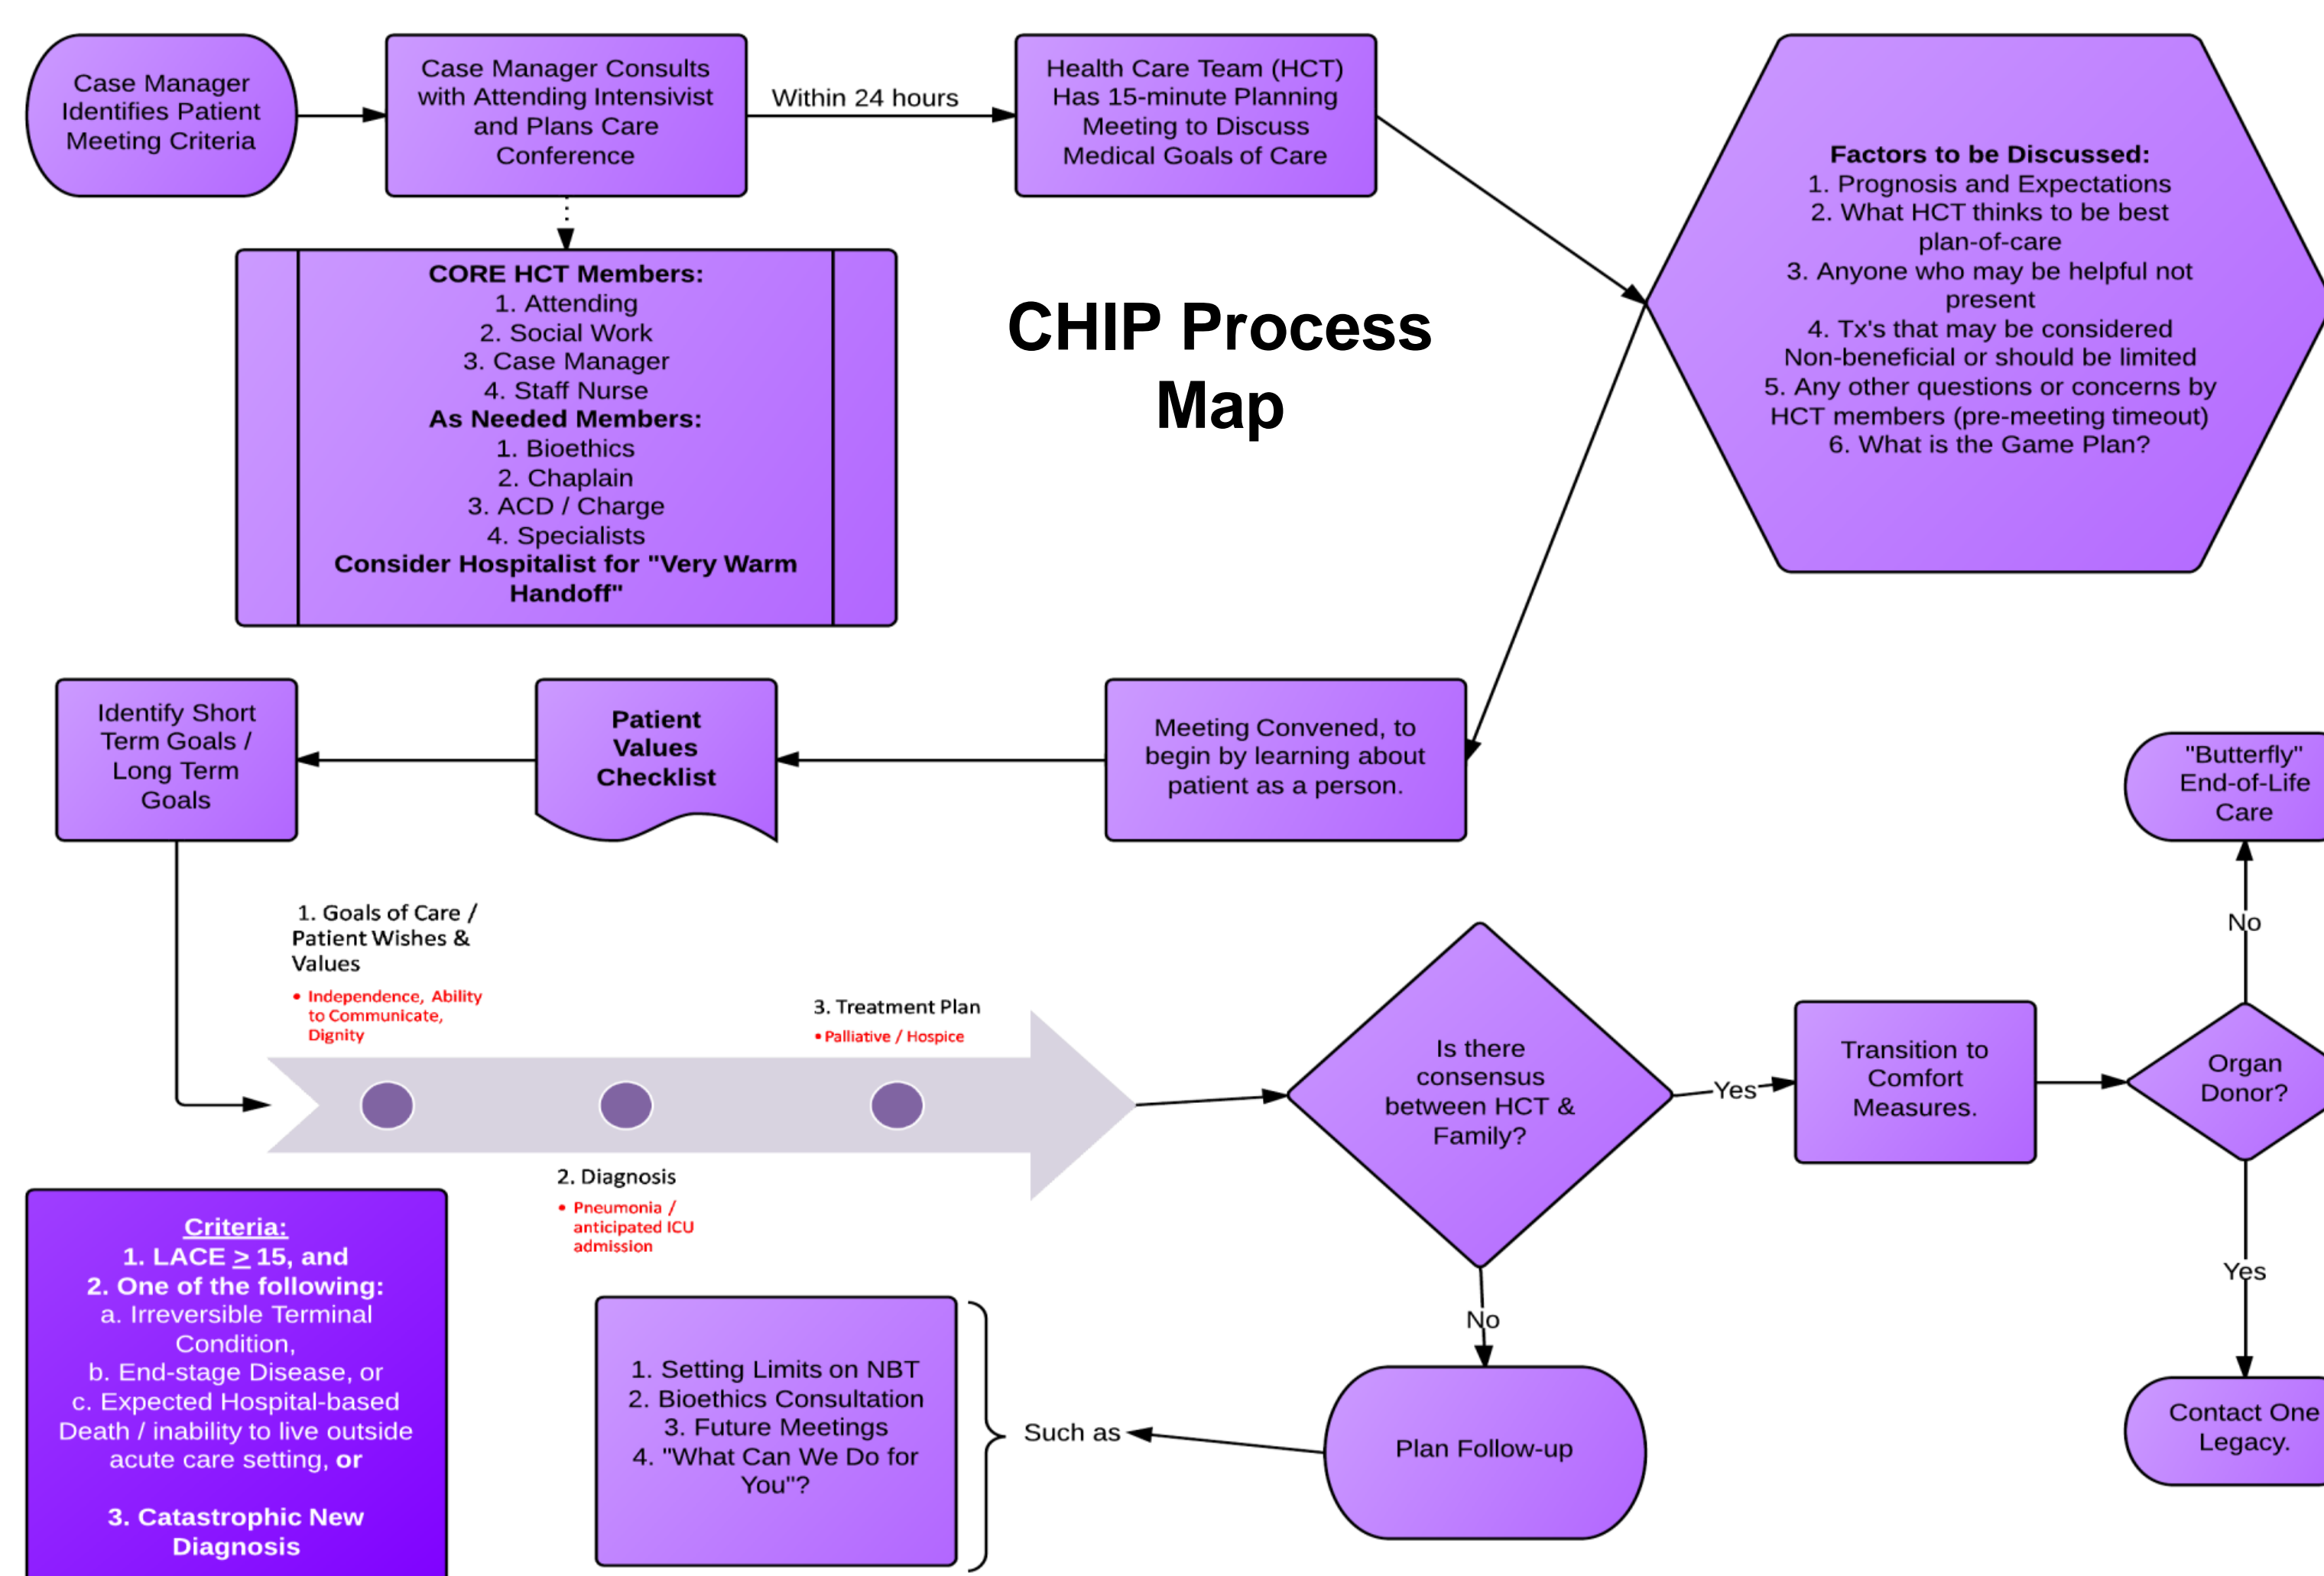 Case Manager
Identifies Patient
Meeting Criteria
Case Manager Consults
with Attending Intensivist
and Plans Care
Conference
Within 24 hours
Health Care Team (HCT)
Has 15-minute Planning
Meeting to Discuss
Medical Goals of Care
Factors to be Discussed:
1. Prognosis and Expectations
2. What HCT thinks to be best
plan-of-care
3. Anyone who may be helpful not
present
4. Tx's that may be considered
Non-beneficial or should be limited
5. Any other questions or concerns by
HCT members (pre-meeting timeout)
6. What is the Game Plan?
CORE HCT Members:
1. Attending
2. Social Work
3. Case Manager
4. Staff Nurse
As Needed Members:
1. Bioethics
2. Chaplain
3. ACD / Charge
4. Specialists
Consider Hospitalist for "Very Warm
Handoff"
CHIP Process
Map
Meeting Convened, to
begin by learning about
patient as a person.
Patient
Values
Checklist
Identify Short
Term Goals /
Long Term
Goals
1. Goals of Care /
Patient Wishes &
Values
• Independence, Ability
to Communicate,
Dignity
2. Diagnosis
• Pneumonia /
anticipated ICU
admission
3. Treatment Plan
• Palliative / Hospice
Is there
consensus
between HCT &
Family?
Yes
Transition to
Comfort
Measures.
Organ
Donor?
No
"Butterfly"
End-of-Life
Care
Yes
Contact One
Legacy.
No
Plan Follow-up
Such as
1. Setting Limits on NBT
2. Bioethics Consultation
3. Future Meetings
4. "What Can We Do for
You"?
Criteria:
1. LACE ≥ 15, and
2. One of the following:
a. Irreversible Terminal
Condition,
b. End-stage Disease, or
c. Expected Hospital-based
Death / inability to live outside
acute care setting, or
3. Catastrophic New
Diagnosis